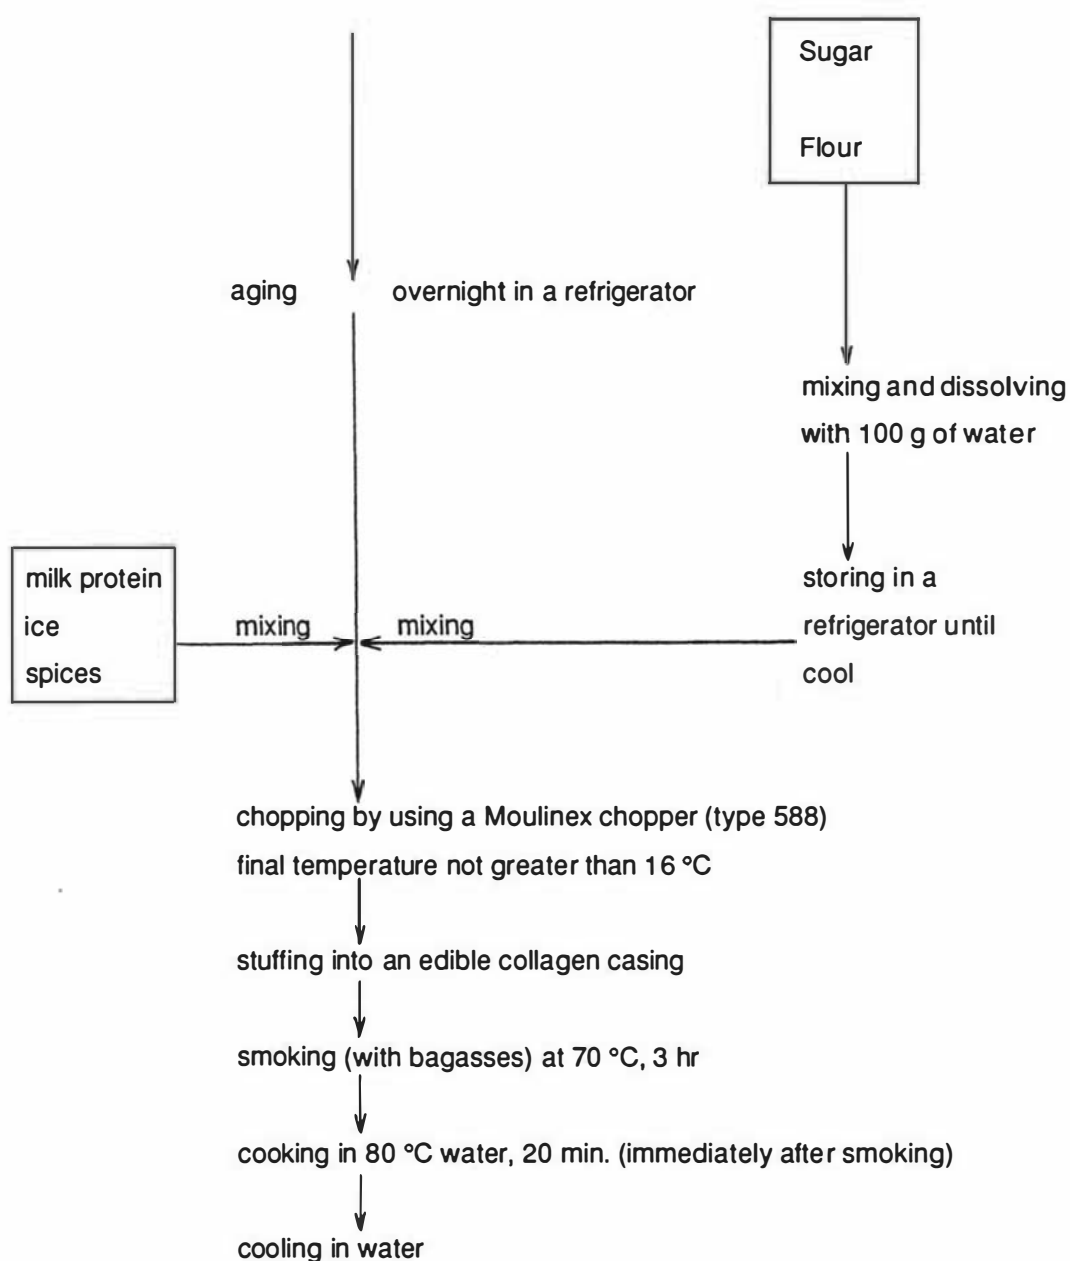 Sugar
Flour
aging overnight in a refrigerator
mixing and dissolving
with 100 g of water
milk protein
ice
spices
mixing mixing
storing in a
refrigerator until
cool
chopping by using a Moulinex chopper (type 588)
final temperature not greater than 16 °C
stuffing into an edible collagen casing
smoking (with bagasses) at 70 °C, 3 hr
cooking in 80 °C water, 20 min. (immediately after smoking)
cooling in water